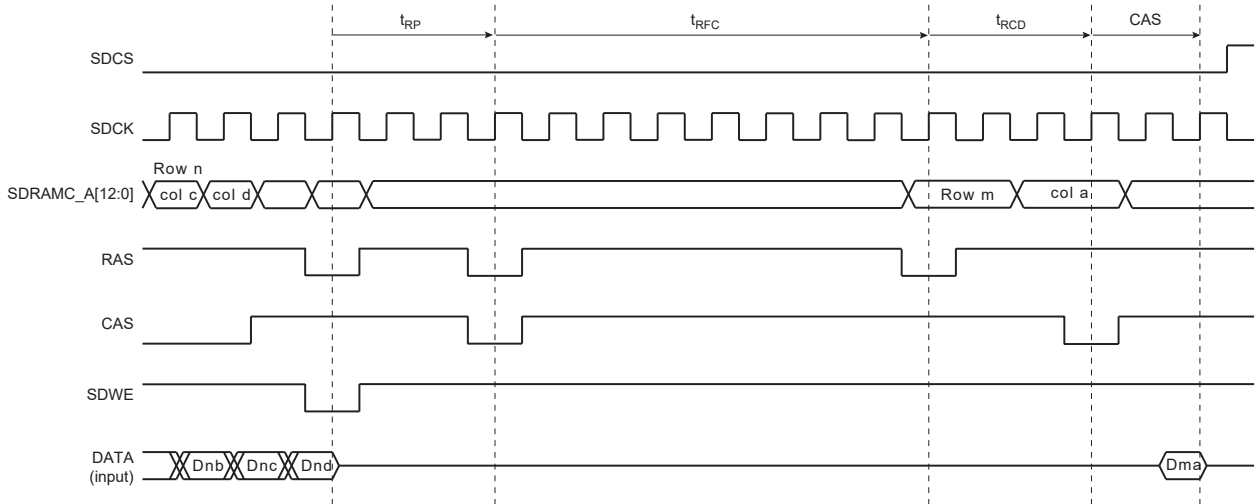 tRP tRFC tRCD CAS
SDCS
SDCK
Row n
SDRAMC_A[12:0] col c col d Row m col a
RAS
CAS
SDWE
DATA (input) Dnb Dnc Dnd Dma